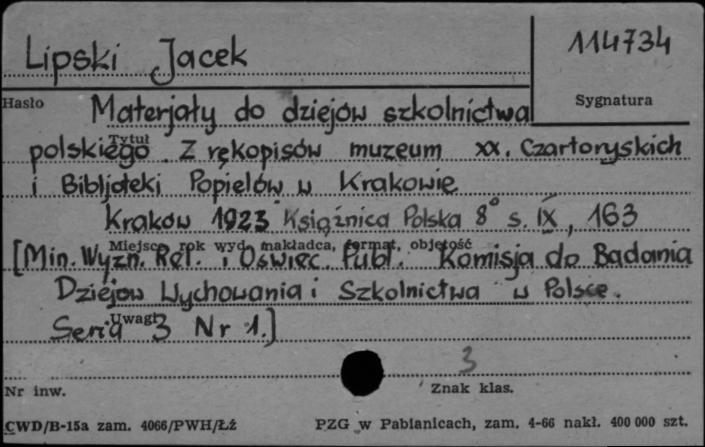 Lipski Jacek
114734
Hasło
Sygnatura
Materjały do dziejów szkolnictwa
Tytuł
polskiego. Z rękopisów muzeum XX. Czartoryskich
i Bibljoteki Popielów w Krakowie
Kraków 1923 Książnica Polska 8° s. IX, 163
Miejsce, rok wyd., nakładca, format, objętość
[Min. Wyzn. Rel. i Oświec. Publ. Komisja do Badania
Dziejów Wychowania i Szkolnictwa w Polsce.
Uwagi
Seria 3 Nr 1.]
3
Nr inw.
Znak klas.
CWD/B-15a zam. 4066/PWH/Łź
PZG w Pabianicach, zam. 4-66 nakł. 400 000 szt.